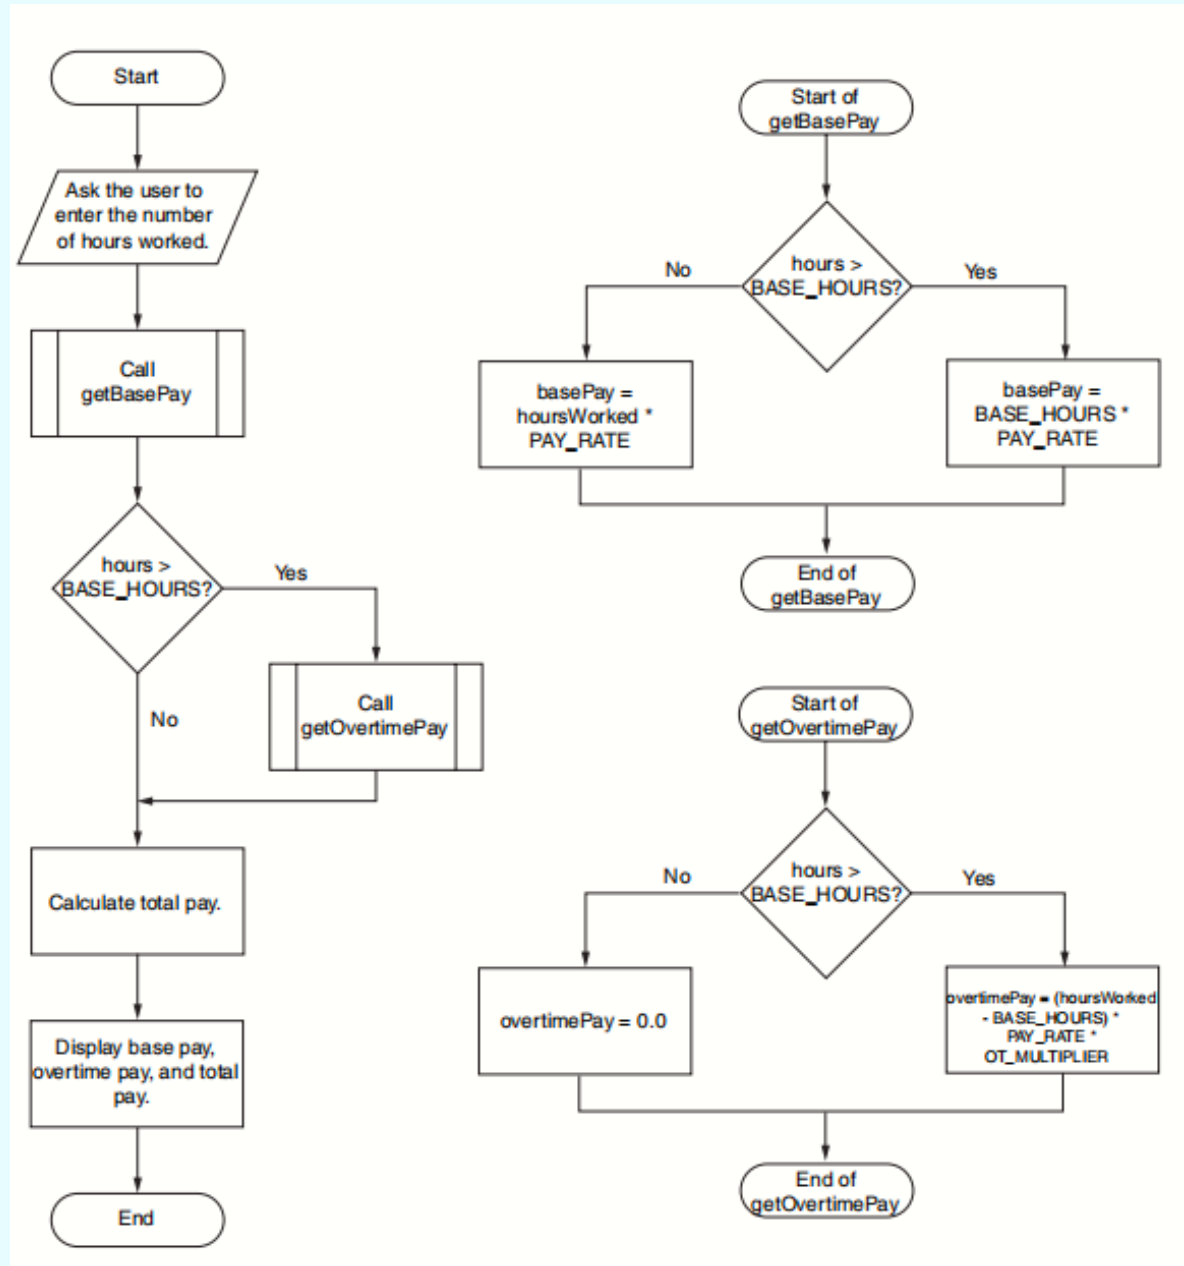 Start
Ask the user to
enter the number
of hours worked.
Call
getBasePay
hours >
BASE_HOURS?
Yes
No
Call
getOvertimePay
Calculate total pay.
Display base pay,
overtime pay, and total
pay.
End
Start of
getBasePay
hours >
BASE_HOURS?
No
Yes
basePay =
hoursWorked *
PAY_RATE
basePay =
BASE_HOURS *
PAY_RATE
End of
getBasePay
Start of
getOvertimePay
hours >
BASE_HOURS?
No
Yes
overtimePay = 0.0
overtimePay = (hoursWorked
- BASE_HOURS) *
PAY_RATE *
OT_MULTIPLIER
End of
getOvertimePay